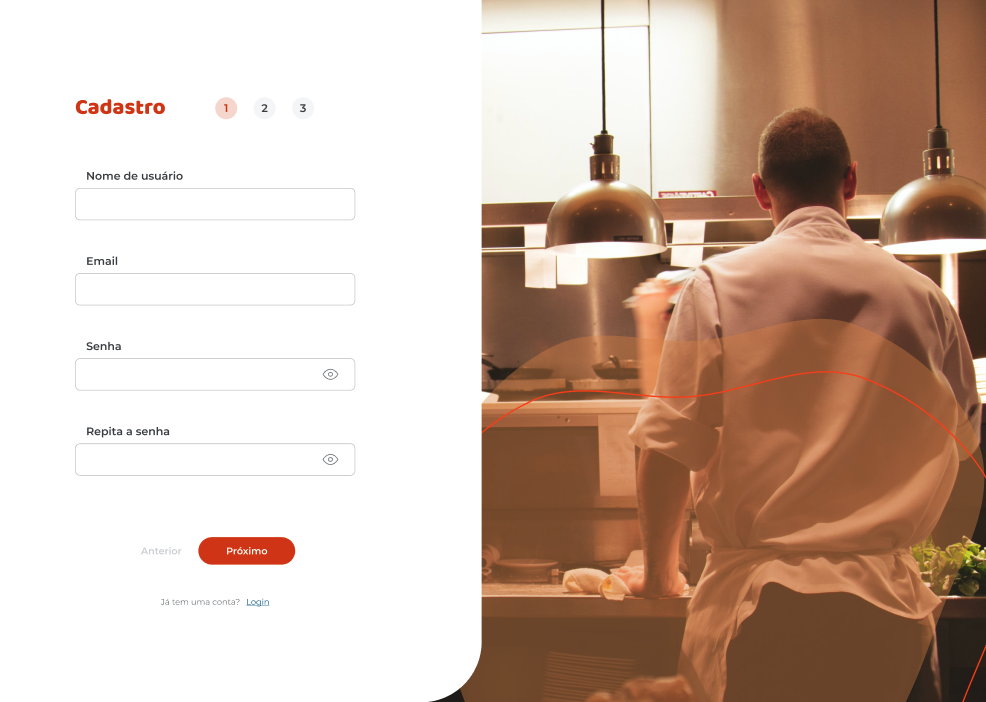 Cadastro 1 2 3
Nome de usuário
Email
Senha
Repita a senha
Anterior Próximo
Já tem uma conta? Login